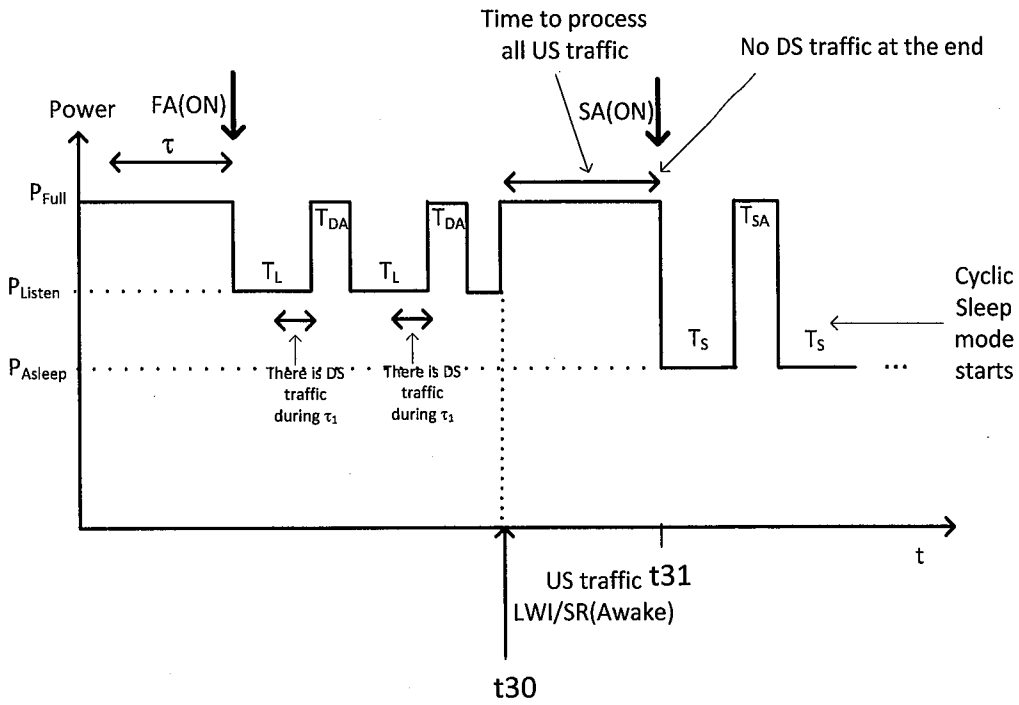 Time to process
all US traffic
No DS traffic at the end
Power
FA(ON)
SA(ON)
τ
PFull
TDA
TDA
TSA
TL
TL
PListen
Cyclic
Sleep
mode
starts
TS
TS
PAsleep
There is DS
traffic
during τ1
There is DS
traffic
during τ1
...
t
US traffic
t31
LWI/SR(Awake)
t30